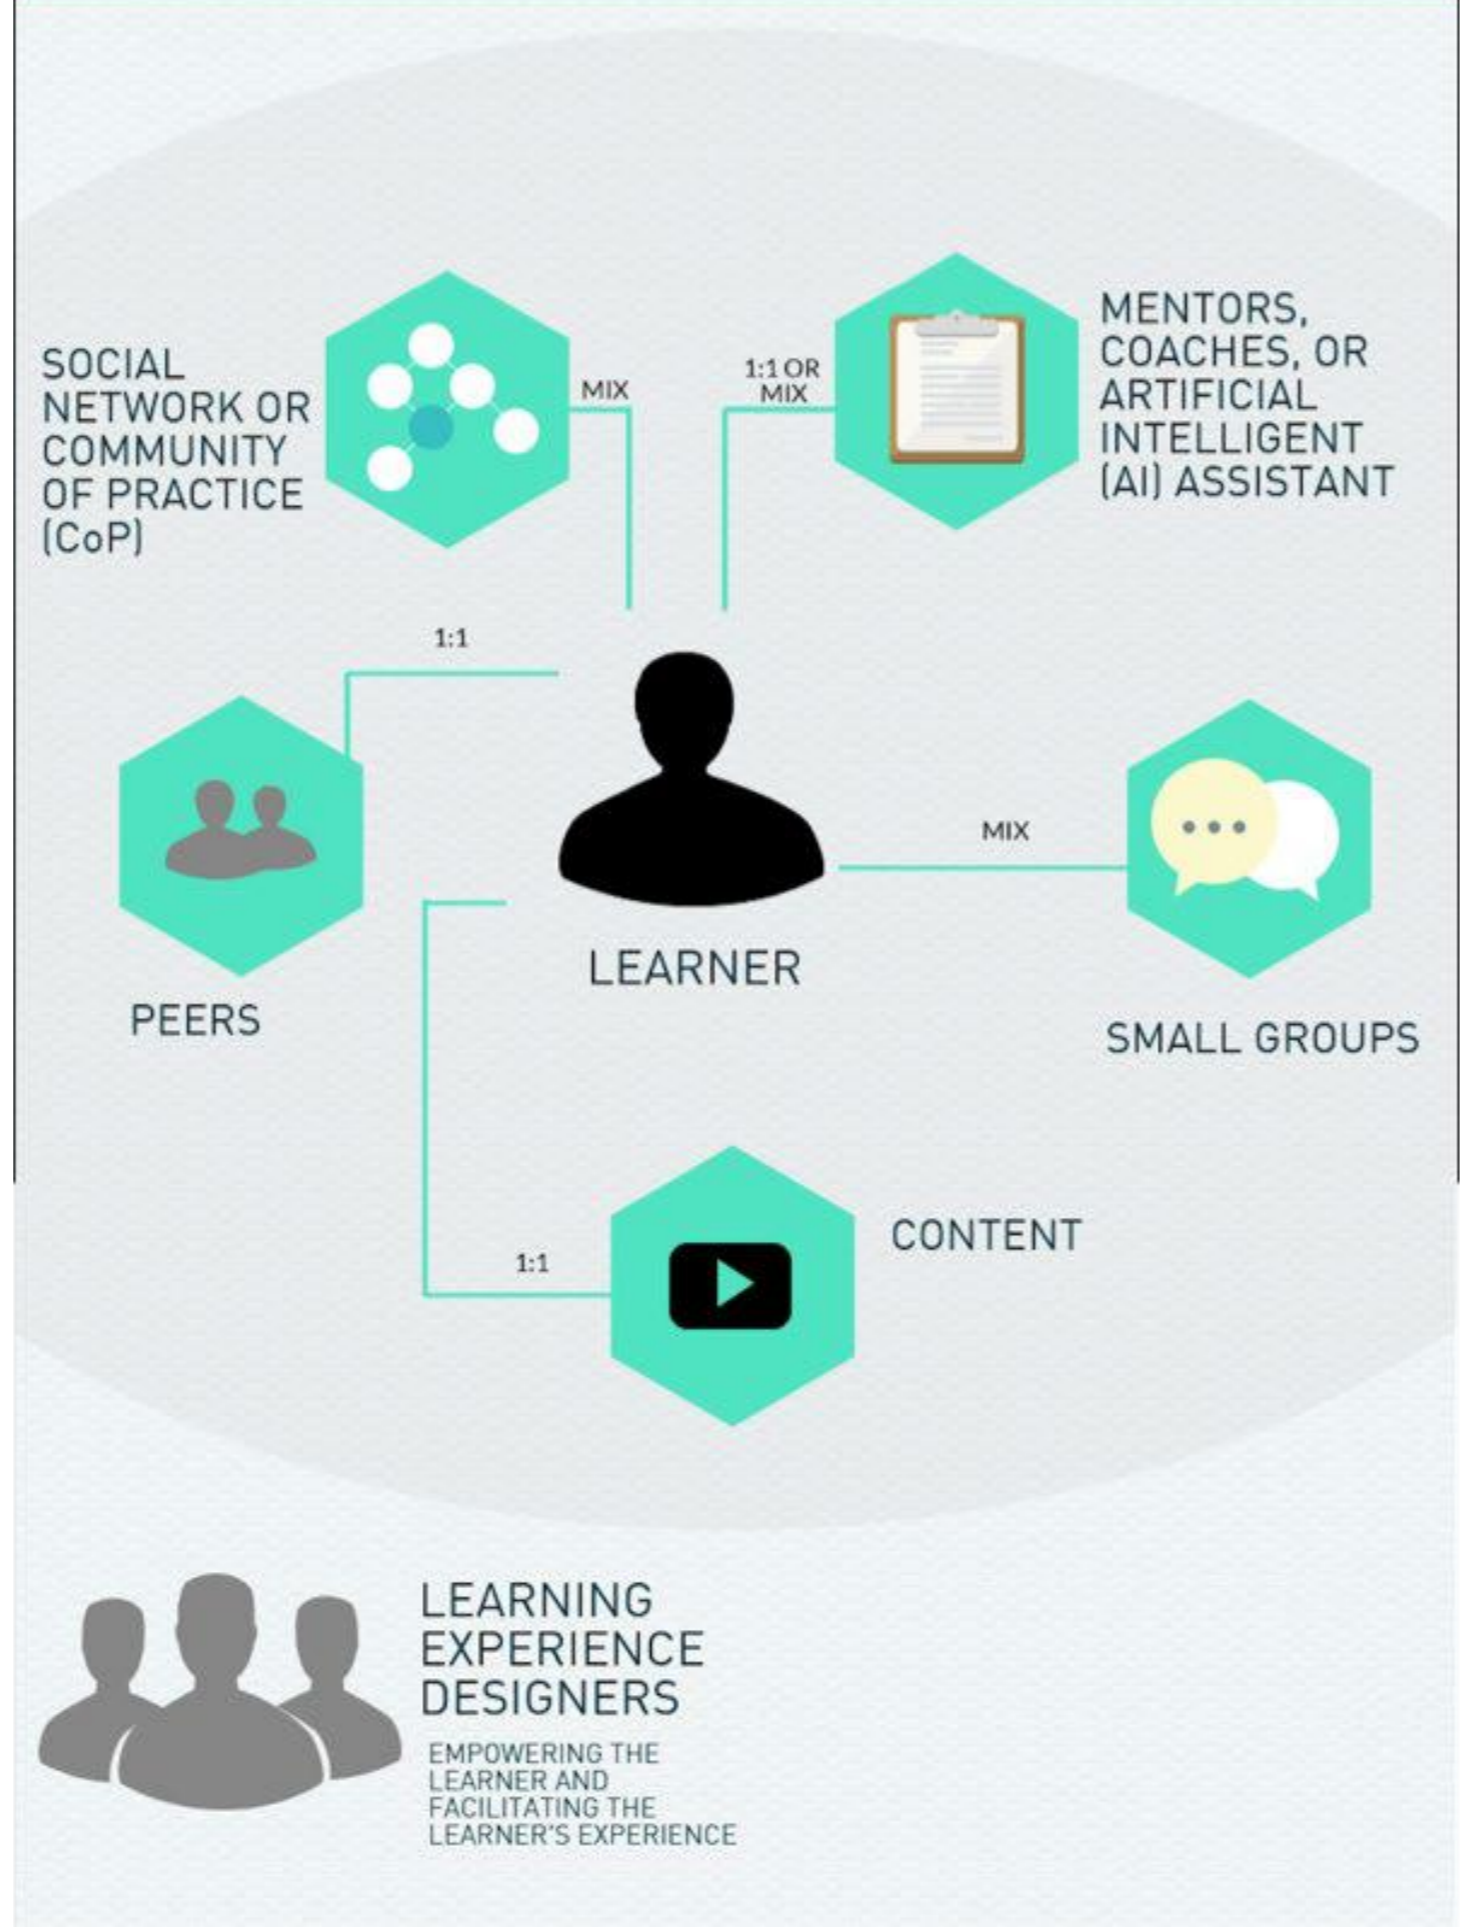 SOCIAL
NETWORK OR
COMMUNITY
OF PRACTICE
(CoP)
MIX
1:1 OR
MIX
MENTORS,
COACHES, OR
ARTIFICIAL
INTELLIGENT
(AI) ASSISTANT
1:1
PEERS
LEARNER
MIX
SMALL GROUPS
1:1
CONTENT
LEARNING
EXPERIENCE
DESIGNERS
EMPOWERING THE
LEARNER AND
FACILITATING THE
LEARNER'S EXPERIENCE